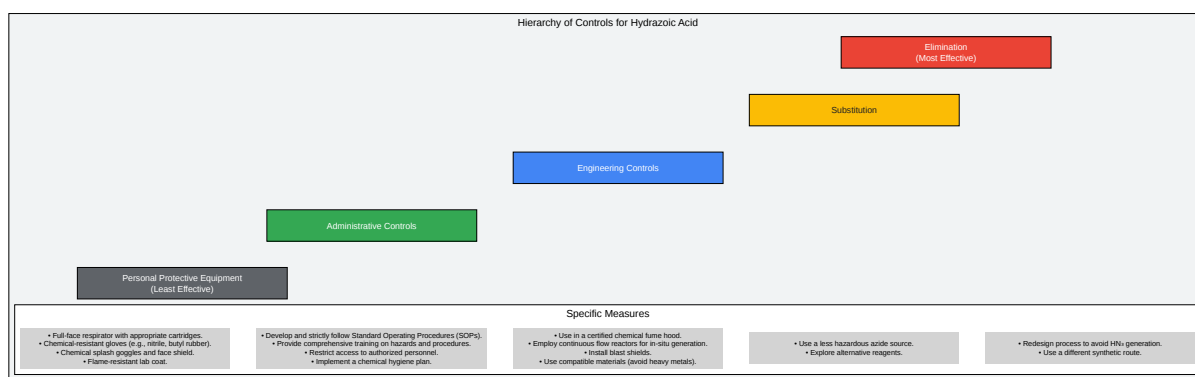 Hierarchy of Controls for Hydrazoic Acid
Elimination
(Most Effective)
Substitution
Engineering Controls
Administrative Controls
Personal Protective Equipment
(Least Effective)
Specific Measures
• Full-face respirator with appropriate cartridges.
• Chemical-resistant gloves (e.g., nitrile, butyl rubber).
• Chemical splash goggles and face shield.
• Flame-resistant lab coat.
• Develop and strictly follow Standard Operating Procedures (SOPs).
• Provide comprehensive training on hazards and procedures.
• Restrict access to authorized personnel.
• Implement a chemical hygiene plan.
• Use in a certified chemical fume hood.
• Employ continuous flow reactors for in-situ generation.
• Install blast shields.
• Use compatible materials (avoid heavy metals).
• Use a less hazardous azide source.
• Explore alternative reagents.
• Redesign process to avoid HN₃ generation.
• Use a different synthetic route.